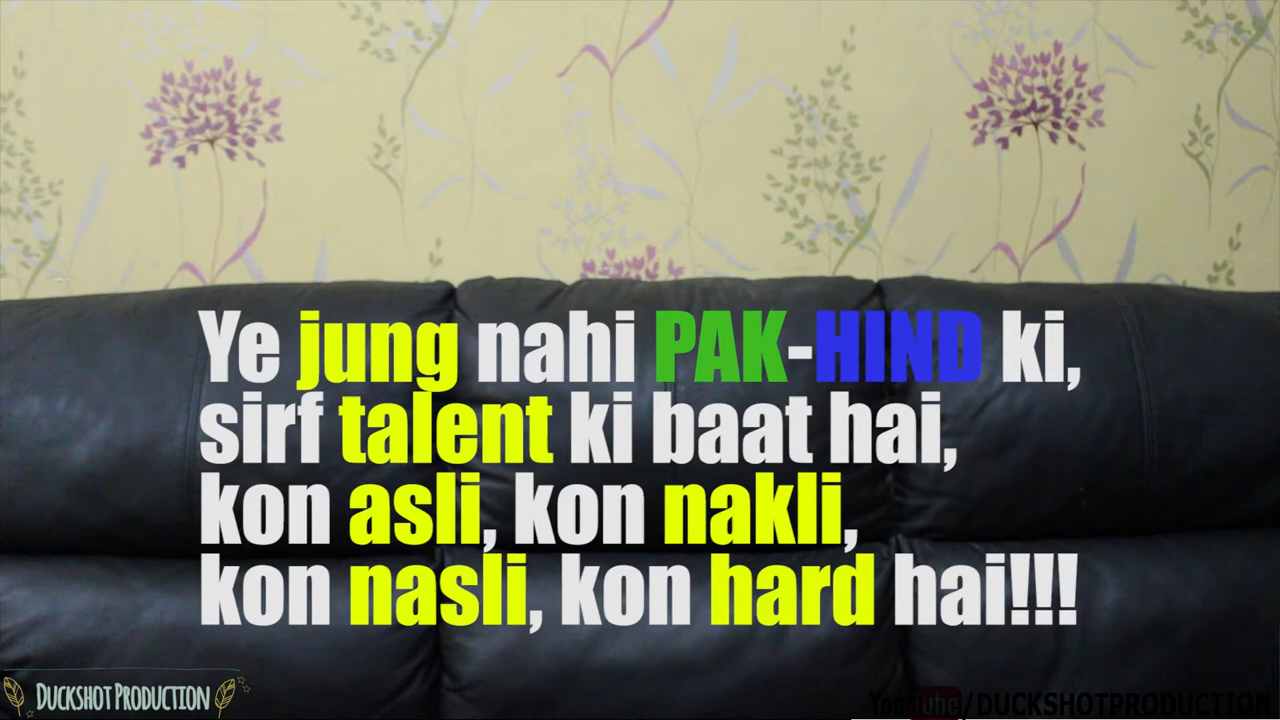 Ye jung nahi PAK-HIND ki,
sirf talent ki baat hai,
kon asli, kon nakli,
kon nasli, kon hard hai!!!
DUCKSHOT PRODUCTION
YouTube/DUCKSHOTPRODUCTION